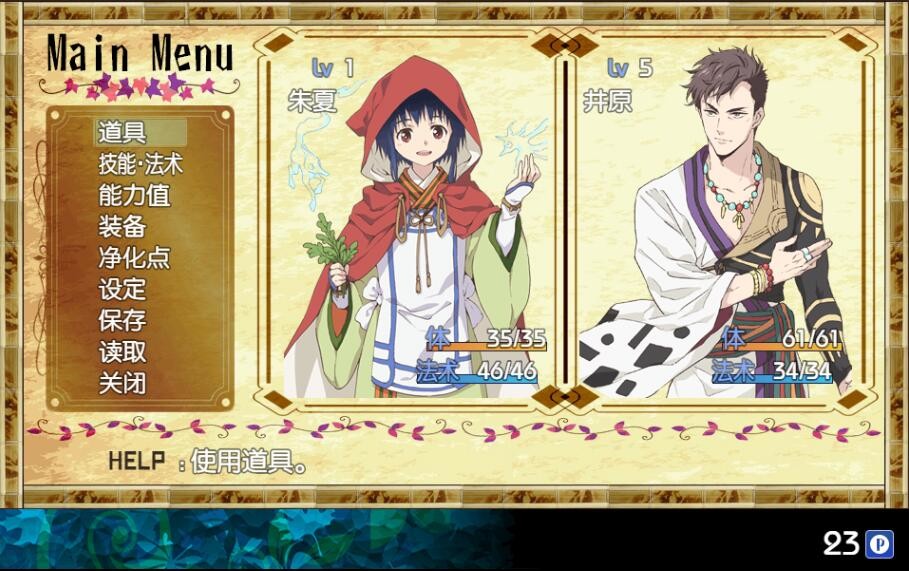 Main Menu
道具
技能·法术
能力值
装备
净化点
设定
保存
读取
关闭
Lv 1
朱夏
体 35/35
法术 46/46
Lv 5
井原
体 61/61
法术 34/34
HELP :使用道具。
23 P